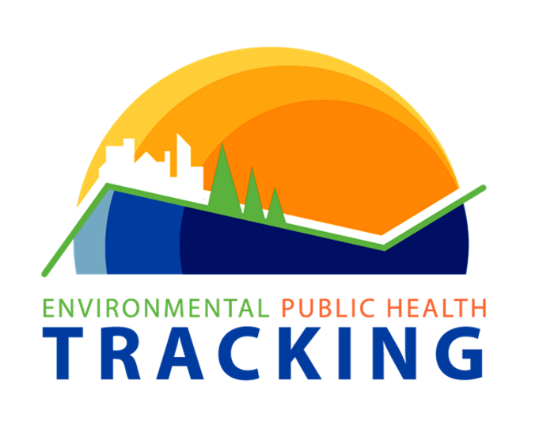 ENVIRONMENTAL PUBLIC HEALTH
TRACKING